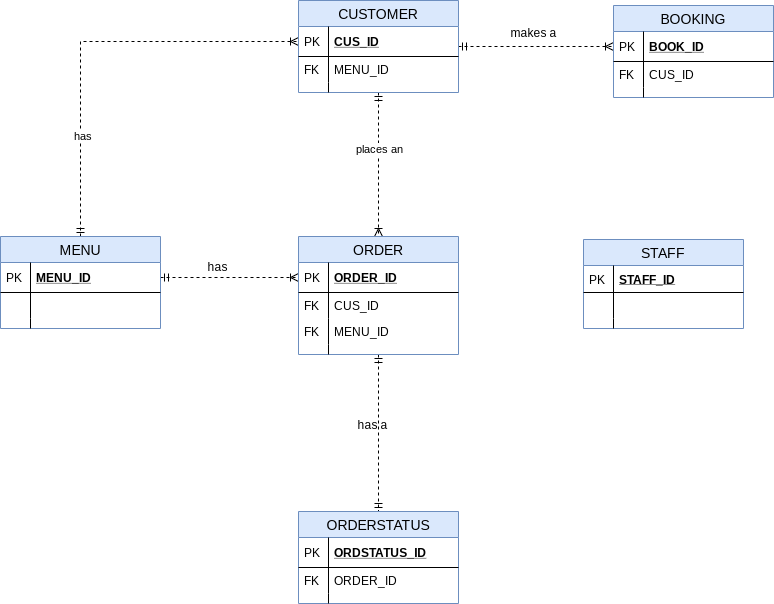 CUSTOMER
PK CUS_ID
FK MENU_ID
makes a
BOOKING
PK BOOK_ID
FK CUS_ID
has
places an
MENU
PK MENU_ID
has
ORDER
PK ORDER_ID
FK CUS_ID
FK MENU_ID
STAFF
PK STAFF_ID
has a
ORDERSTATUS
PK ORDSTATUS_ID
FK ORDER_ID